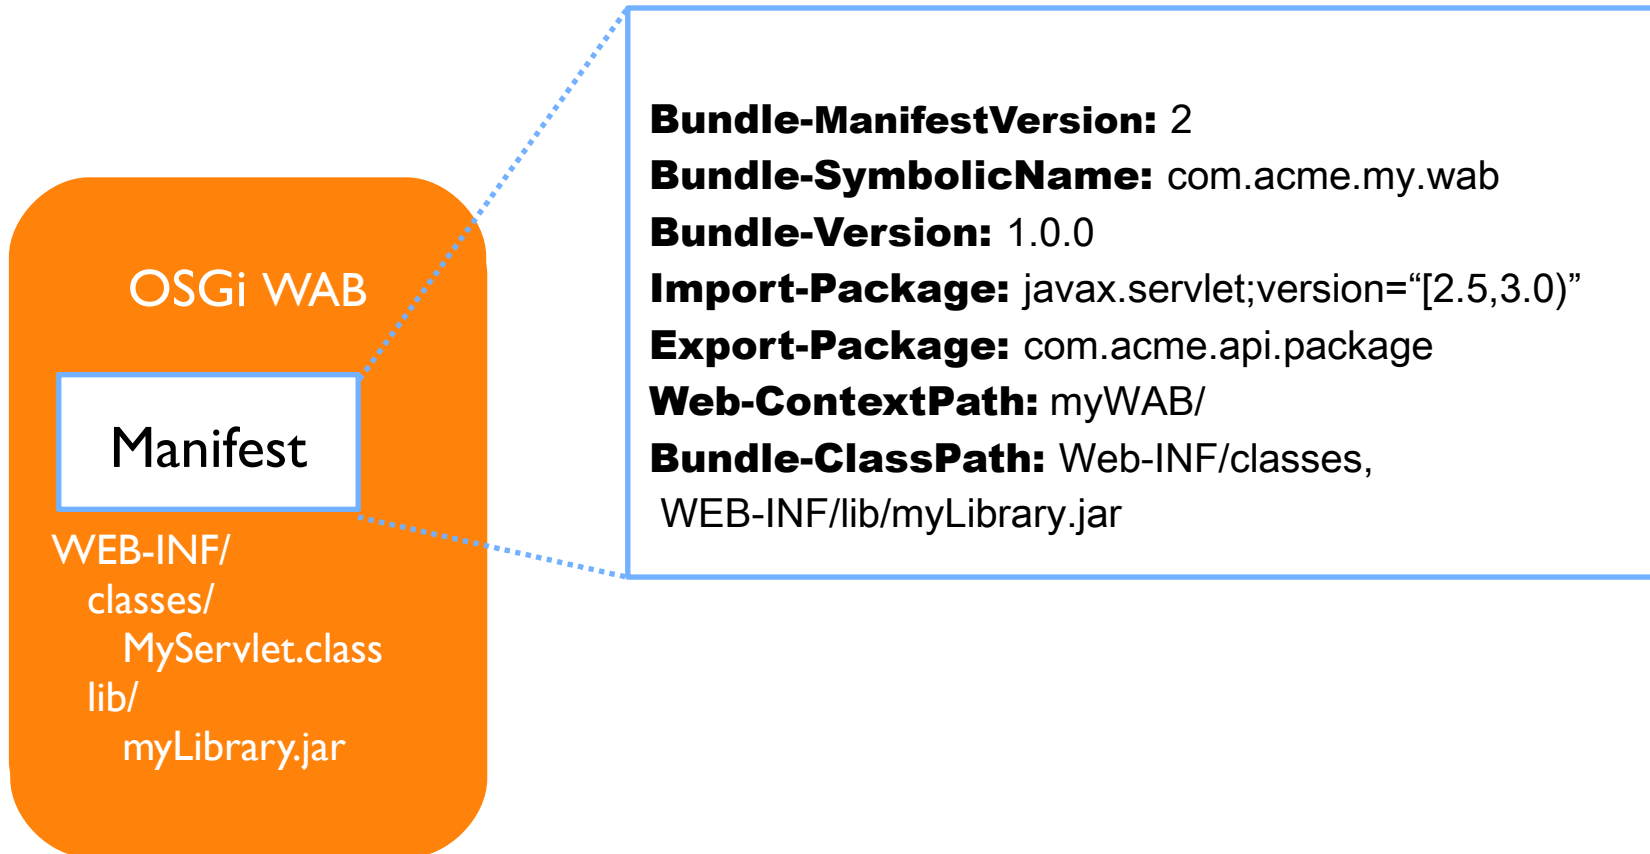 OSGi WAB
Manifest
WEB-INF/
classes/
MyServlet.class
lib/
myLibrary.jar
Bundle-ManifestVersion: 2
Bundle-SymbolicName: com.acme.my.wab
Bundle-Version: 1.0.0
Import-Package: javax.servlet;version=“[2.5,3.0)”
Export-Package: com.acme.api.package
Web-ContextPath: myWAB/
Bundle-ClassPath: Web-INF/classes,
WEB-INF/lib/myLibrary.jar